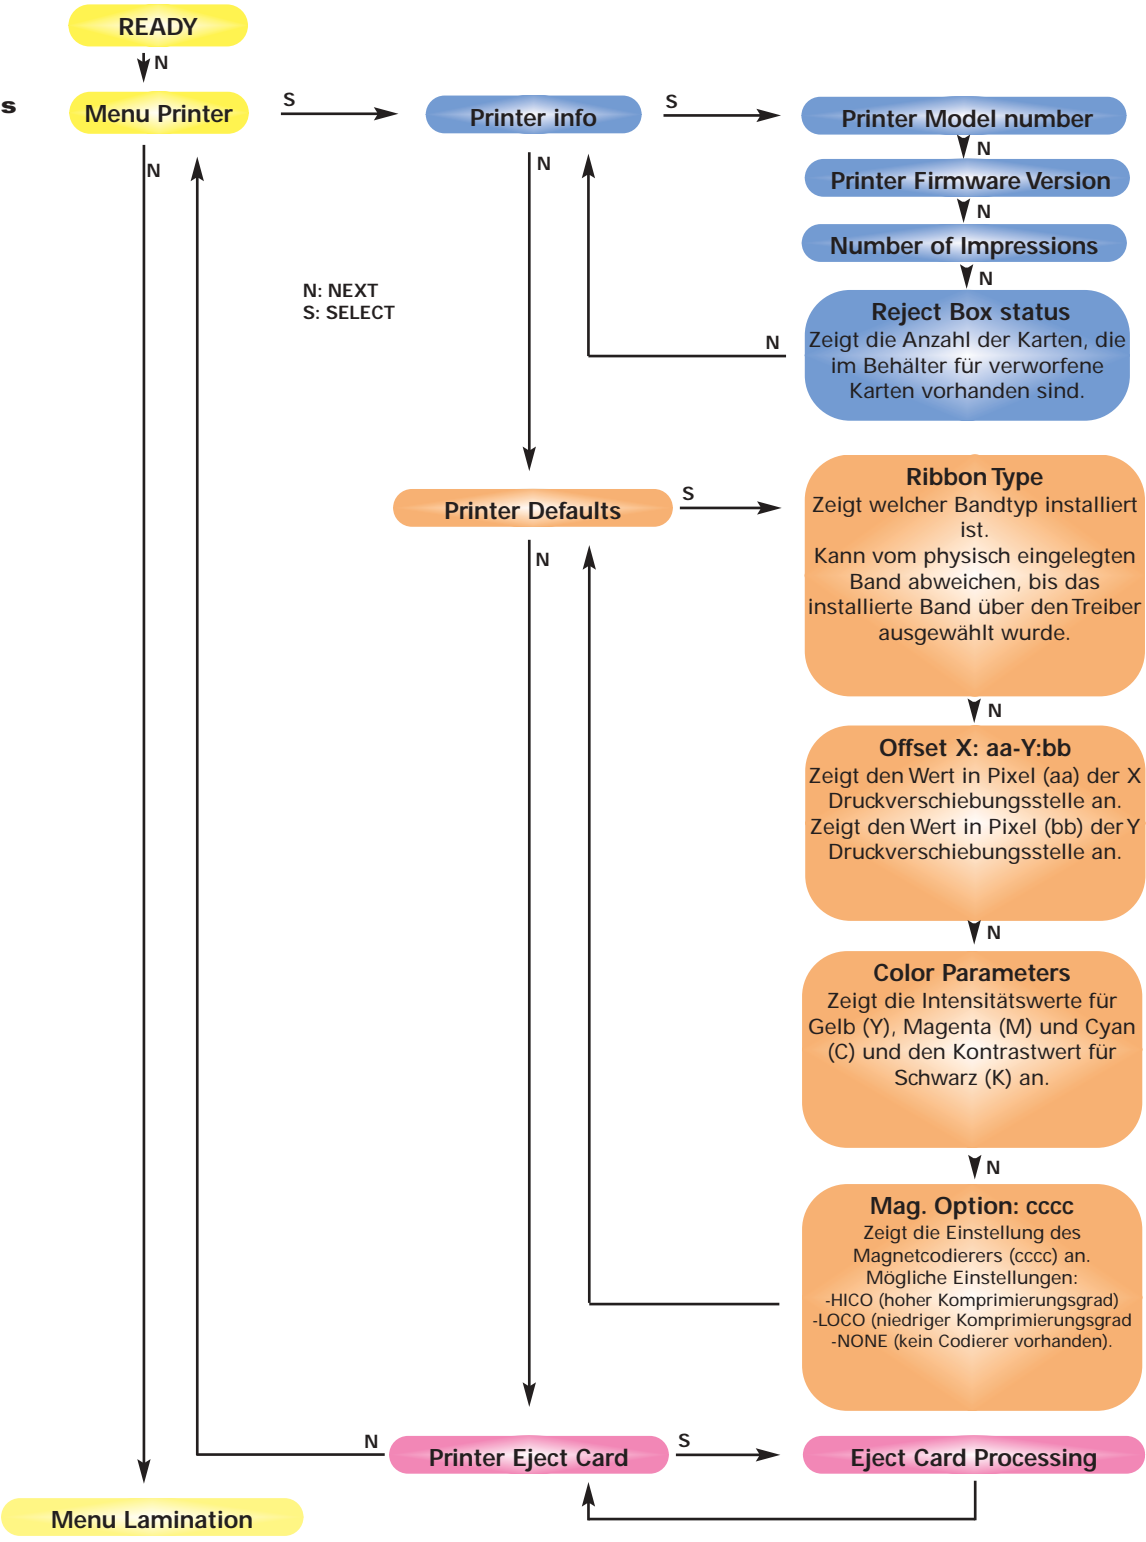 READY
N
s
Menu Printer
S
Printer info
S
Printer Model number
N
Printer Firmware Version
N
Number of Impressions
N
Reject Box status
Zeigt die Anzahl der Karten, die
im Behälter für verworfene
Karten vorhanden sind.
N
N
N
N: NEXT
S: SELECT
Printer Defaults
S
Ribbon Type
Zeigt welcher Bandtyp installiert
ist.
Kann vom physisch eingelegten
Band abweichen, bis das
installierte Band über den Treiber
ausgewählt wurde.
N
N
Offset X: aa-Y:bb
Zeigt den Wert in Pixel (aa) der X
Druckverschiebungsstelle an.
Zeigt den Wert in Pixel (bb) der Y
Druckverschiebungsstelle an.
N
Color Parameters
Zeigt die Intensitätswerte für
Gelb (Y), Magenta (M) und Cyan
(C) und den Kontrastwert für
Schwarz (K) an.
N
Mag. Option: cccc
Zeigt die Einstellung des
Magnetcodierers (cccc) an.
Mögliche Einstellungen:
-HICO (hoher Komprimierungsgrad)
-LOCO (niedriger Komprimierungsgrad
-NONE (kein Codierer vorhanden).
N
Printer Eject Card
S
Eject Card Processing
Menu Lamination